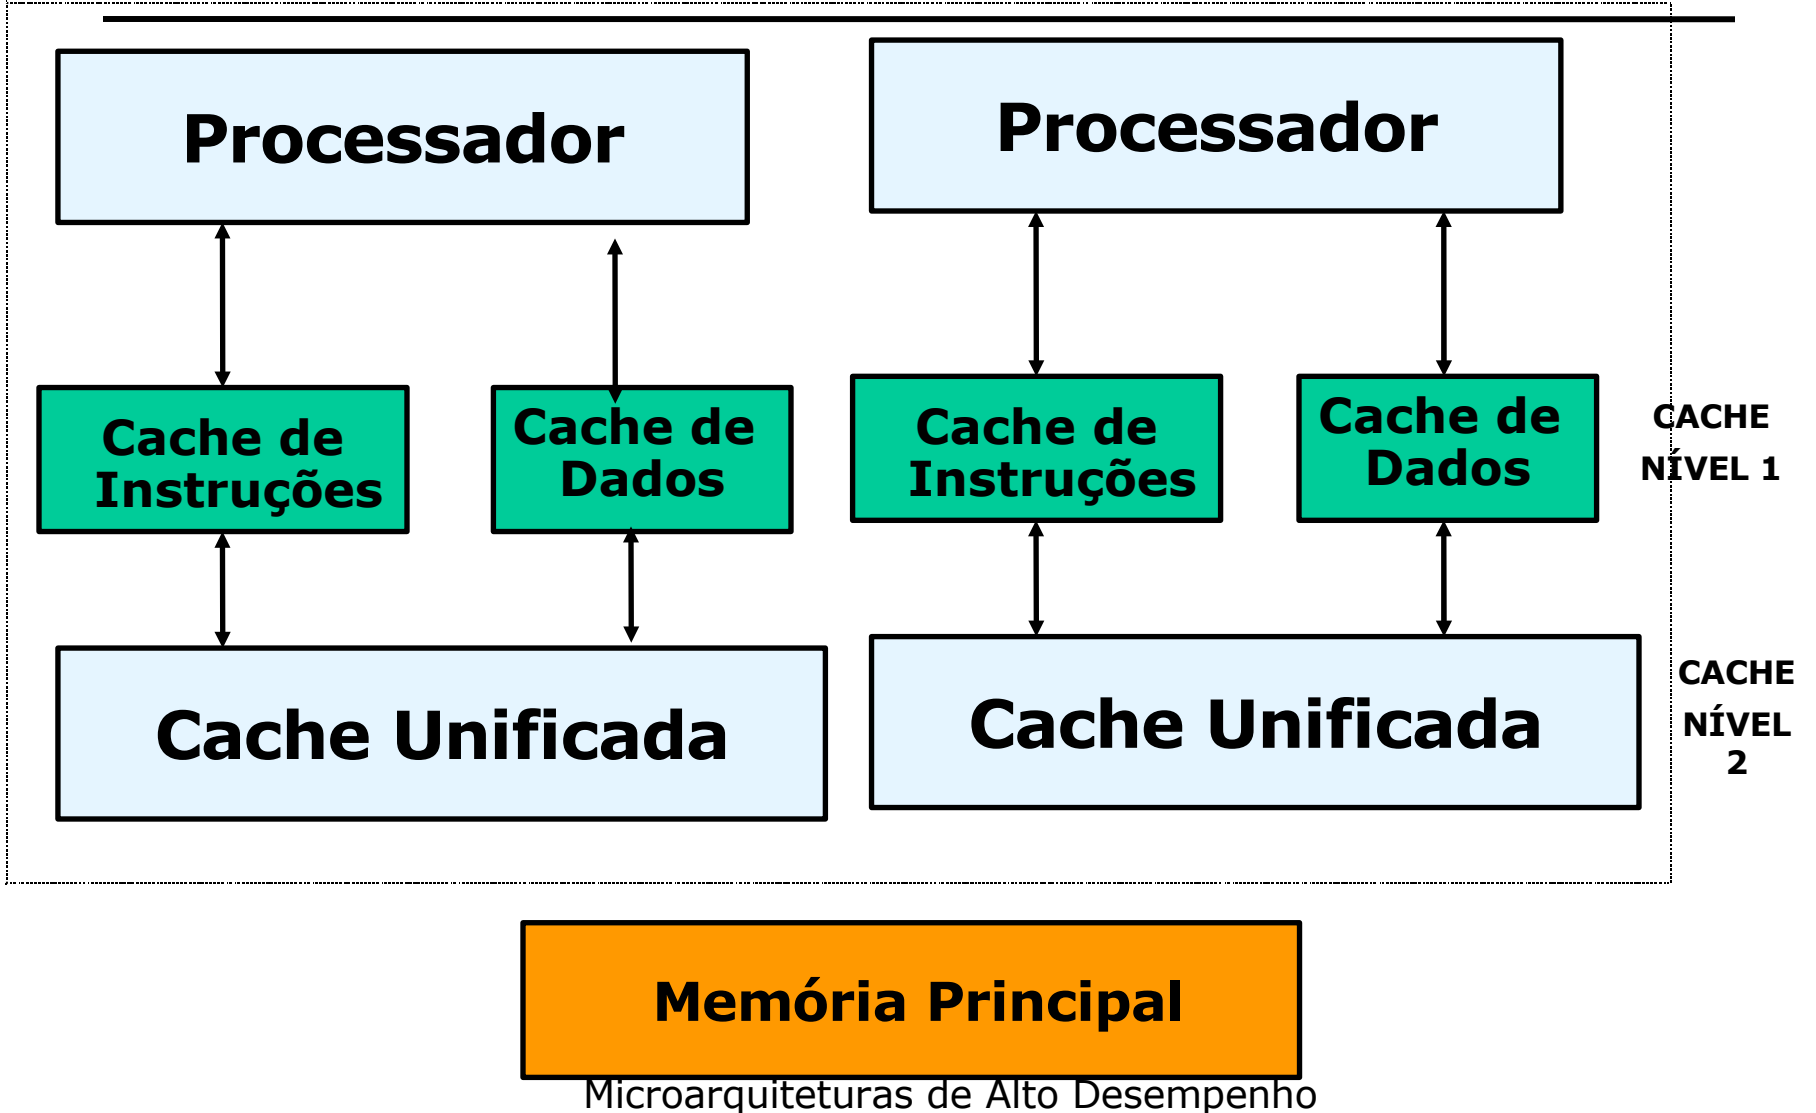 Processador
Processador
Cache de
Instruções
Cache de
Dados
Cache de
Instruções
Cache de
Dados
CACHE
NÍVEL 1
Cache Unificada
Cache Unificada
CACHE
NÍVEL
2
Memória Principal
Microarquiteturas de Alto Desempenho